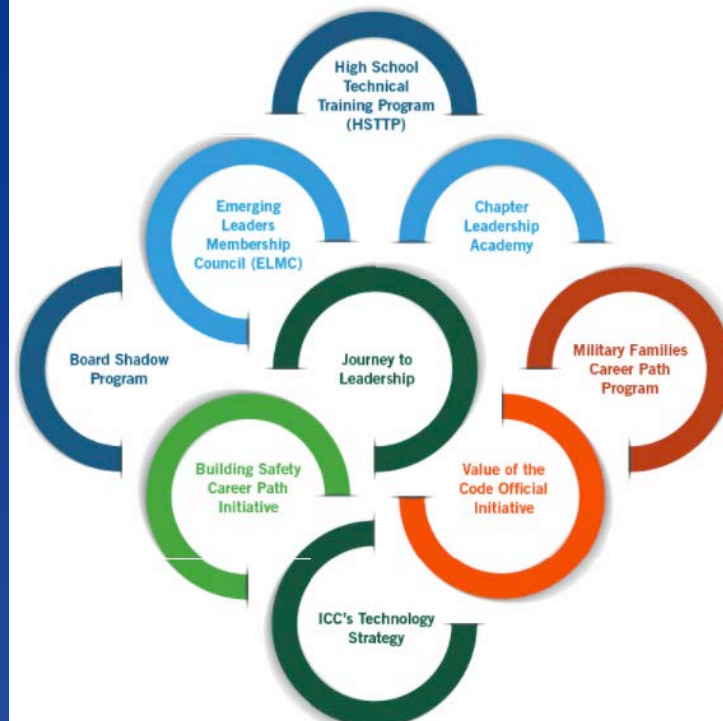 High School
Technical
Training Program
(HSTTP)
Emerging
Leaders
Membership
Council (ELMC)
Chapter
Leadership
Academy
Board Shadow
Program
Journey to
Leadership
Military Families
Career Path
Program
Building Safety
Career Path
Initiative
Value of the
Code Official
Initiative
ICC's Technology
Strategy